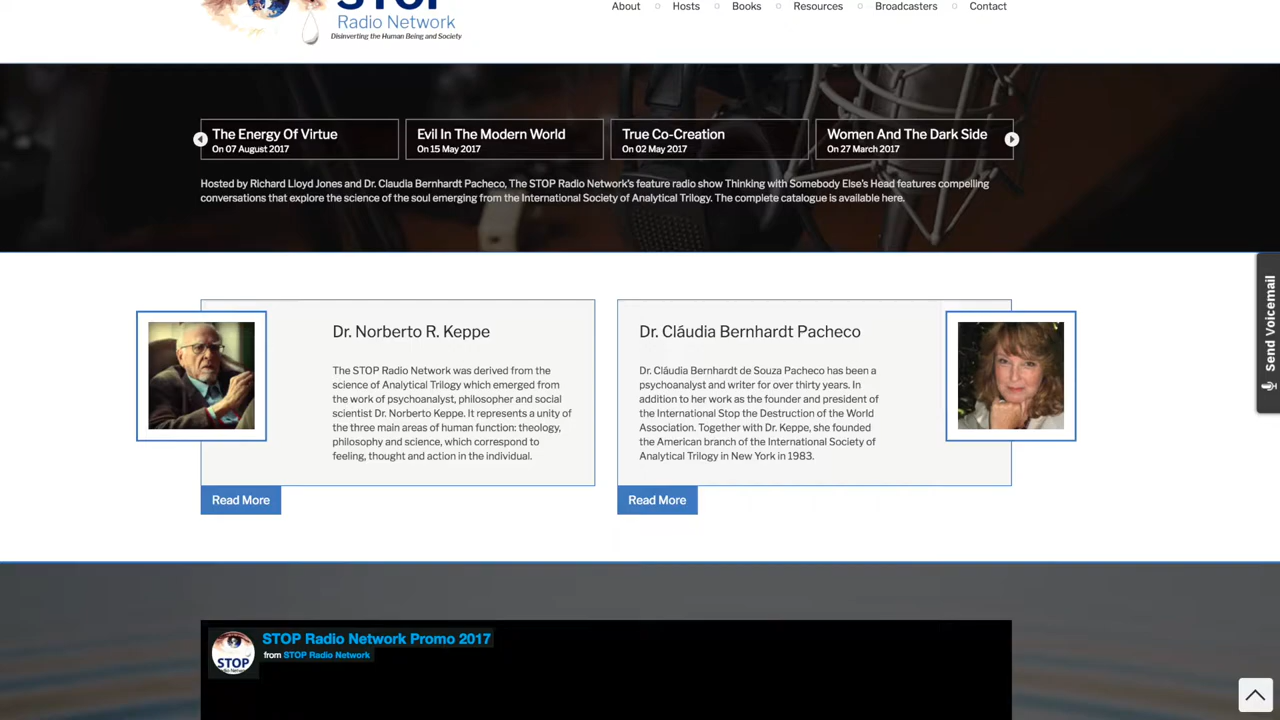 STOP
Radio Network
Disinverting the Human Being and Society
About
Hosts
Books
Resources
Broadcasters
Contact
The Energy Of Virtue
On 07 August 2017
Evil In The Modern World
On 15 May 2017
True Co-Creation
On 02 May 2017
Women And The Dark Side
On 27 March 2017
Hosted by Richard Lloyd Jones and Dr. Claudia Bernhardt Pacheco, The STOP Radio Network's feature radio show Thinking with Somebody Else's Head features compelling
conversations that explore the science of the soul emerging from the International Society of Analytical Trilogy. The complete catalogue is available here.
Send Voicemail
Dr. Norberto R. Keppe
The STOP Radio Network was derived from the
science of Analytical Trilogy which emerged from
the work of psychoanalyst, philosopher and social
scientist Dr. Norberto Keppe. It represents a unity of
the three main areas of human function: theology,
philosophy and science, which correspond to
feeling, thought and action in the individual.
Read More
Dr. Cláudia Bernhardt Pacheco
Dr. Cláudia Bernhardt de Souza Pacheco has been a
psychoanalyst and writer for over thirty years. In
addition to her work as the founder and president of
the International Stop the Destruction of the World
Association. Together with Dr. Keppe, she founded
the American branch of the International Society of
Analytical Trilogy in New York in 1983.
Read More
STOP
STOP Radio Network Promo 2017
from STOP Radio Network